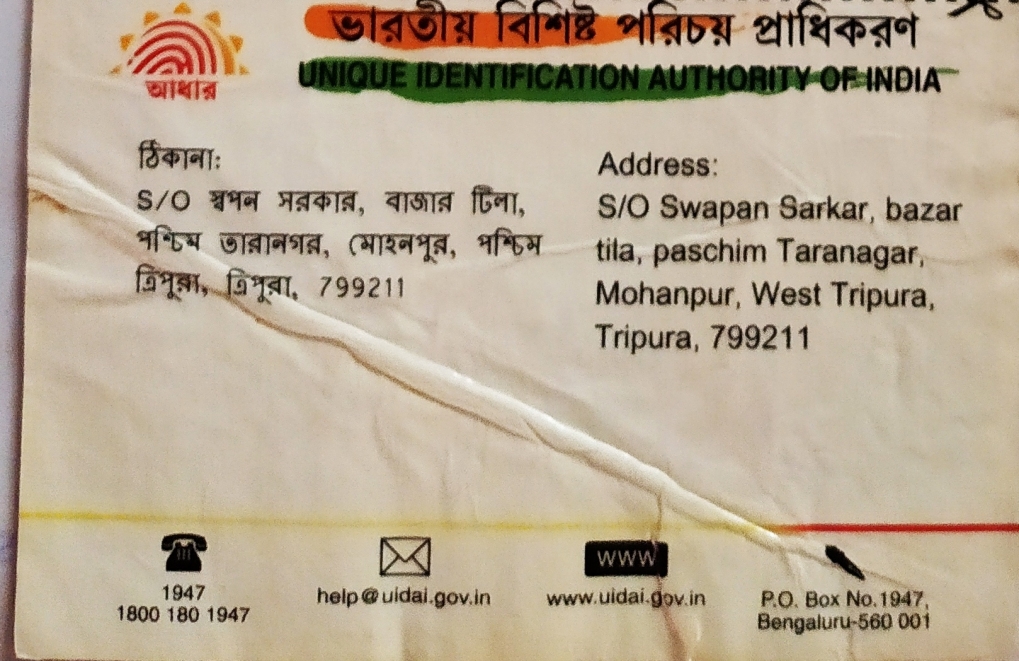 ভারতীয় বিশিষ্ট পরিচয় প্রাধিকরণ
আধার
UNIQUE IDENTIFICATION AUTHORITY OF INDIA
ঠিকানা:
S/O স্বপন সরকার, বাজার টিলা,
পশ্চিম তারানগর, মোহনপুর, পশ্চিম
ত্রিপুরা, ত্রিপুরা, 799211
Address:
S/O Swapan Sarkar, bazar
tila, paschim Taranagar,
Mohanpur, West Tripura,
Tripura, 799211
1947
1800 180 1947
help@uidai.gov.in
WWW
www.uidai.gov.in
P.O. Box No.1947,
Bengaluru-560 001